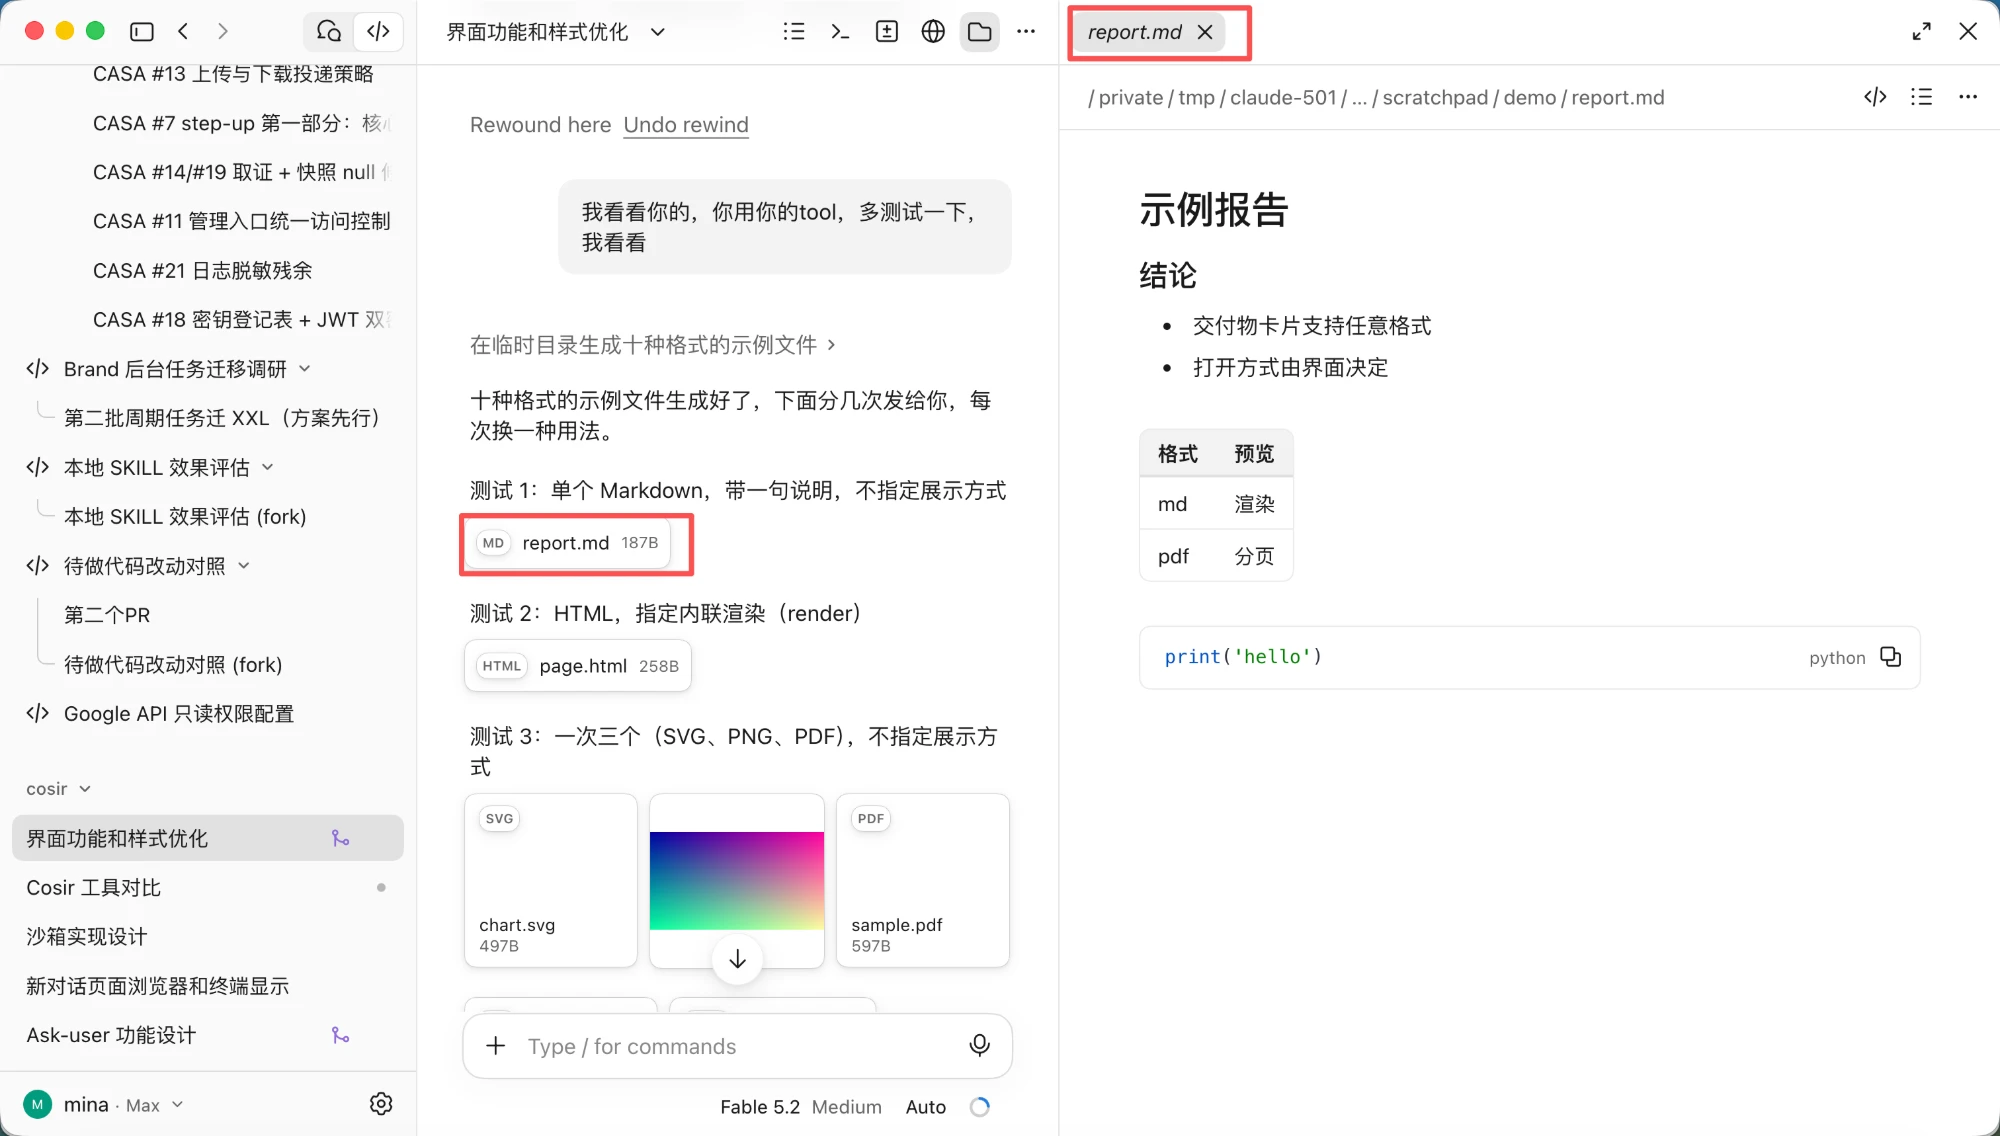 CASA #13 上传与下载投递策略
CASA #7 step-up 第一部分：核
CASA #14/#19 取证 + 快照 null
CASA #11 管理入口统一访问控制
CASA #21 日志脱敏残余
CASA #18 密钥登记表 + JWT 双
Brand 后台任务迁移调研
第二批周期任务迁 XXL（方案先行）
本地 SKILL 效果评估
本地 SKILL 效果评估 (fork)
待做代码改动对照
第二个PR
待做代码改动对照 (fork)
Google API 只读权限配置
cosir
界面功能和样式优化
Cosir 工具对比
沙箱实现设计
新对话页面浏览器和终端显示
Ask-user 功能设计
M mina · Max
界面功能和样式优化
Rewound here Undo rewind
我看看你的，你用你的tool，多测试一下，
我看看
在临时目录生成十种格式的示例文件
十种格式的示例文件生成好了，下面分几次发给你，每
次换一种用法。
测试 1：单个 Markdown，带一句说明，不指定展示方式
MD report.md 187B
测试 2：HTML，指定内联渲染（render）
HTML page.html 258B
测试 3：一次三个（SVG、PNG、PDF），不指定展示方
式
SVG
chart.svg
497B
PDF
sample.pdf
597B
Type / for commands
Fable 5.2 Medium Auto
report.md
/ private / tmp / claude-501 / ... / scratchpad / demo / report.md
示例报告
结论
• 交付物卡片支持任意格式
• 打开方式由界面决定
格式 预览
md 渲染
pdf 分页
print('hello')
python